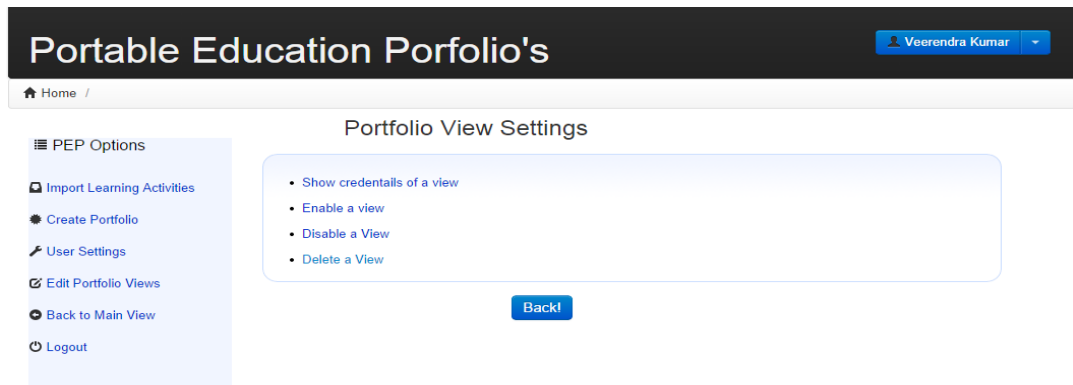 Portable Education Porfolio's
Veerendra Kumar
Home /
PEP Options
Import Learning Activities
Create Portfolio
User Settings
Edit Portfolio Views
Back to Main View
Logout
Portfolio View Settings
Show credentails of a view
Enable a view
Disable a View
Delete a View
Back!